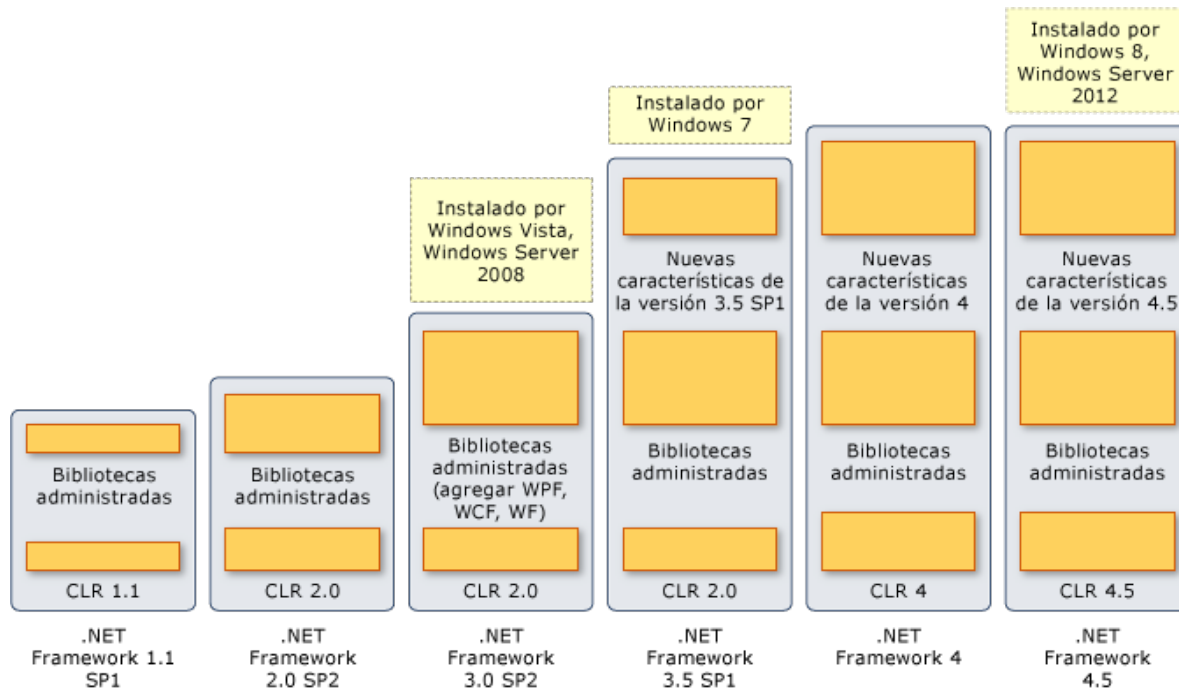 .NET
Framework 1.1
SP1
Bibliotecas
administradas
CLR 1.1
.NET
Framework
2.0 SP2
Bibliotecas
administradas
CLR 2.0
.NET
Framework
3.0 SP2
Instalado por
Windows Vista,
Windows Server
2008
Bibliotecas
administradas
(agregar WPF,
WCF, WF)
CLR 2.0
.NET
Framework
3.5 SP1
Instalado por
Windows 7
Nuevas
características de
la versión 3.5 SP1
Bibliotecas
administradas
CLR 2.0
.NET
Framework 4
Nuevas
características
de la versión 4
Bibliotecas
administradas
CLR 4
.NET
Framework
4.5
Instalado por
Windows 8,
Windows Server
2012
Nuevas
características
de la versión 4.5
Bibliotecas
administradas
CLR 4.5